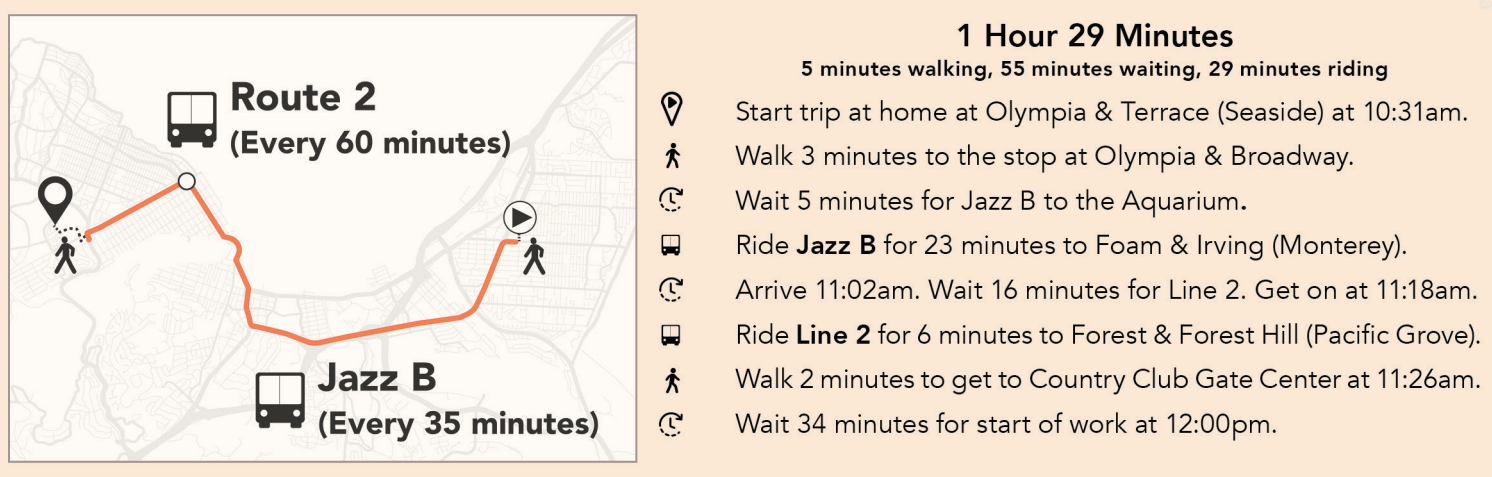 Route 2
(Every 60 minutes)
Jazz B
(Every 35 minutes)
1 Hour 29 Minutes
5 minutes walking, 55 minutes waiting, 29 minutes riding
Start trip at home at Olympia & Terrace (Seaside) at 10:31am.
Walk 3 minutes to the stop at Olympia & Broadway.
Wait 5 minutes for Jazz B to the Aquarium.
Ride Jazz B for 23 minutes to Foam & Irving (Monterey).
Arrive 11:02am. Wait 16 minutes for Line 2. Get on at 11:18am.
Ride Line 2 for 6 minutes to Forest & Forest Hill (Pacific Grove).
Walk 2 minutes to get to Country Club Gate Center at 11:26am.
Wait 34 minutes for start of work at 12:00pm.